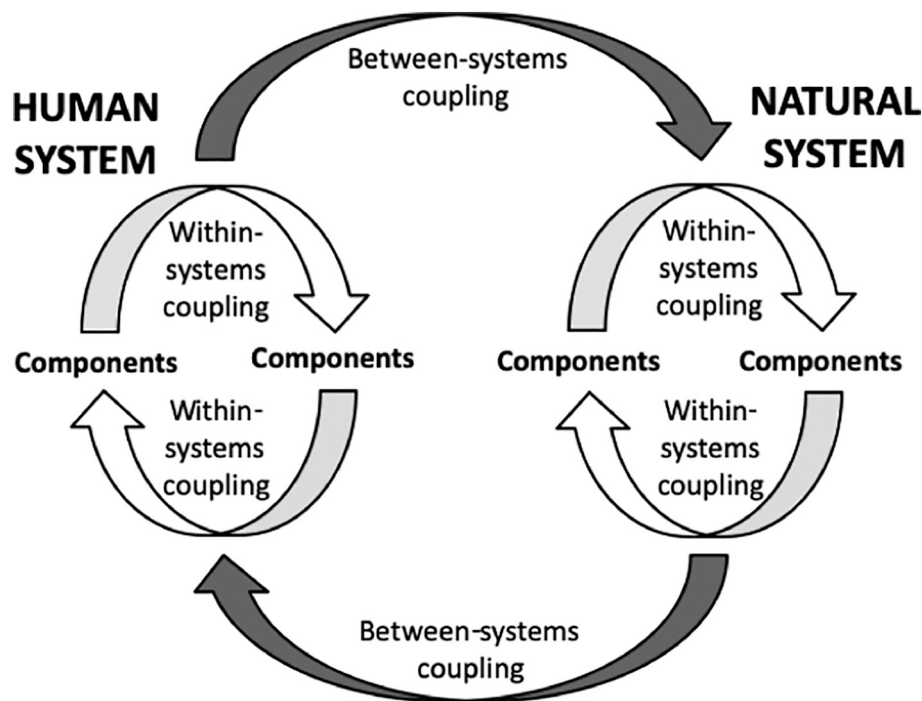 Between-systems
coupling
HUMAN
SYSTEM
NATURAL
SYSTEM
Within-
systems
coupling
Within-
systems
coupling
Components
Components
Components
Components
Within-
systems
coupling
Within-
systems
coupling
Between-systems
coupling